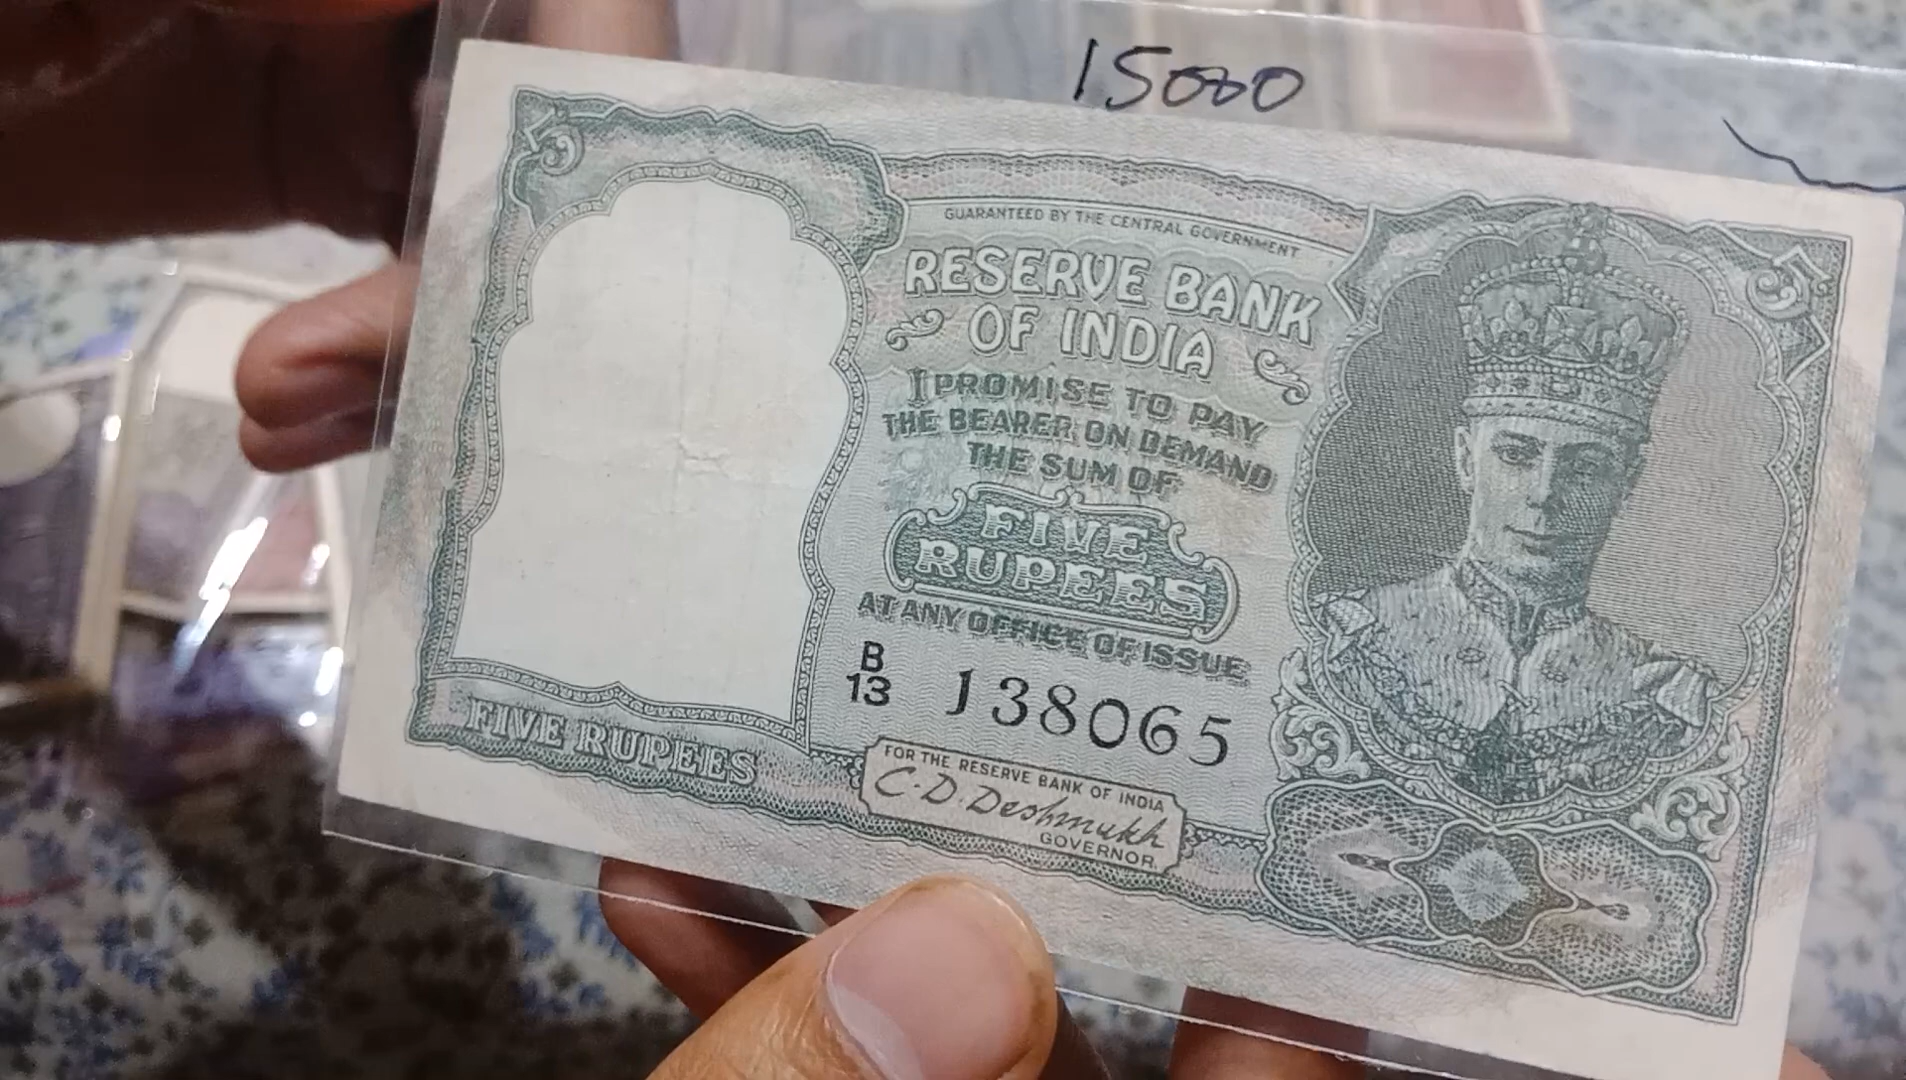 15000
5
5
GUARANTEED BY THE CENTRAL GOVERNMENT
RESERVE BANK
OF INDIA
I PROMISE TO PAY
THE BEARER ON DEMAND
THE SUM OF
FIVE
RUPEES
AT ANY OFFICE OF ISSUE
B
13
J 38065
FIVE RUPEES
FOR THE RESERVE BANK OF INDIA
C.D.Deshmukh
GOVERNOR.